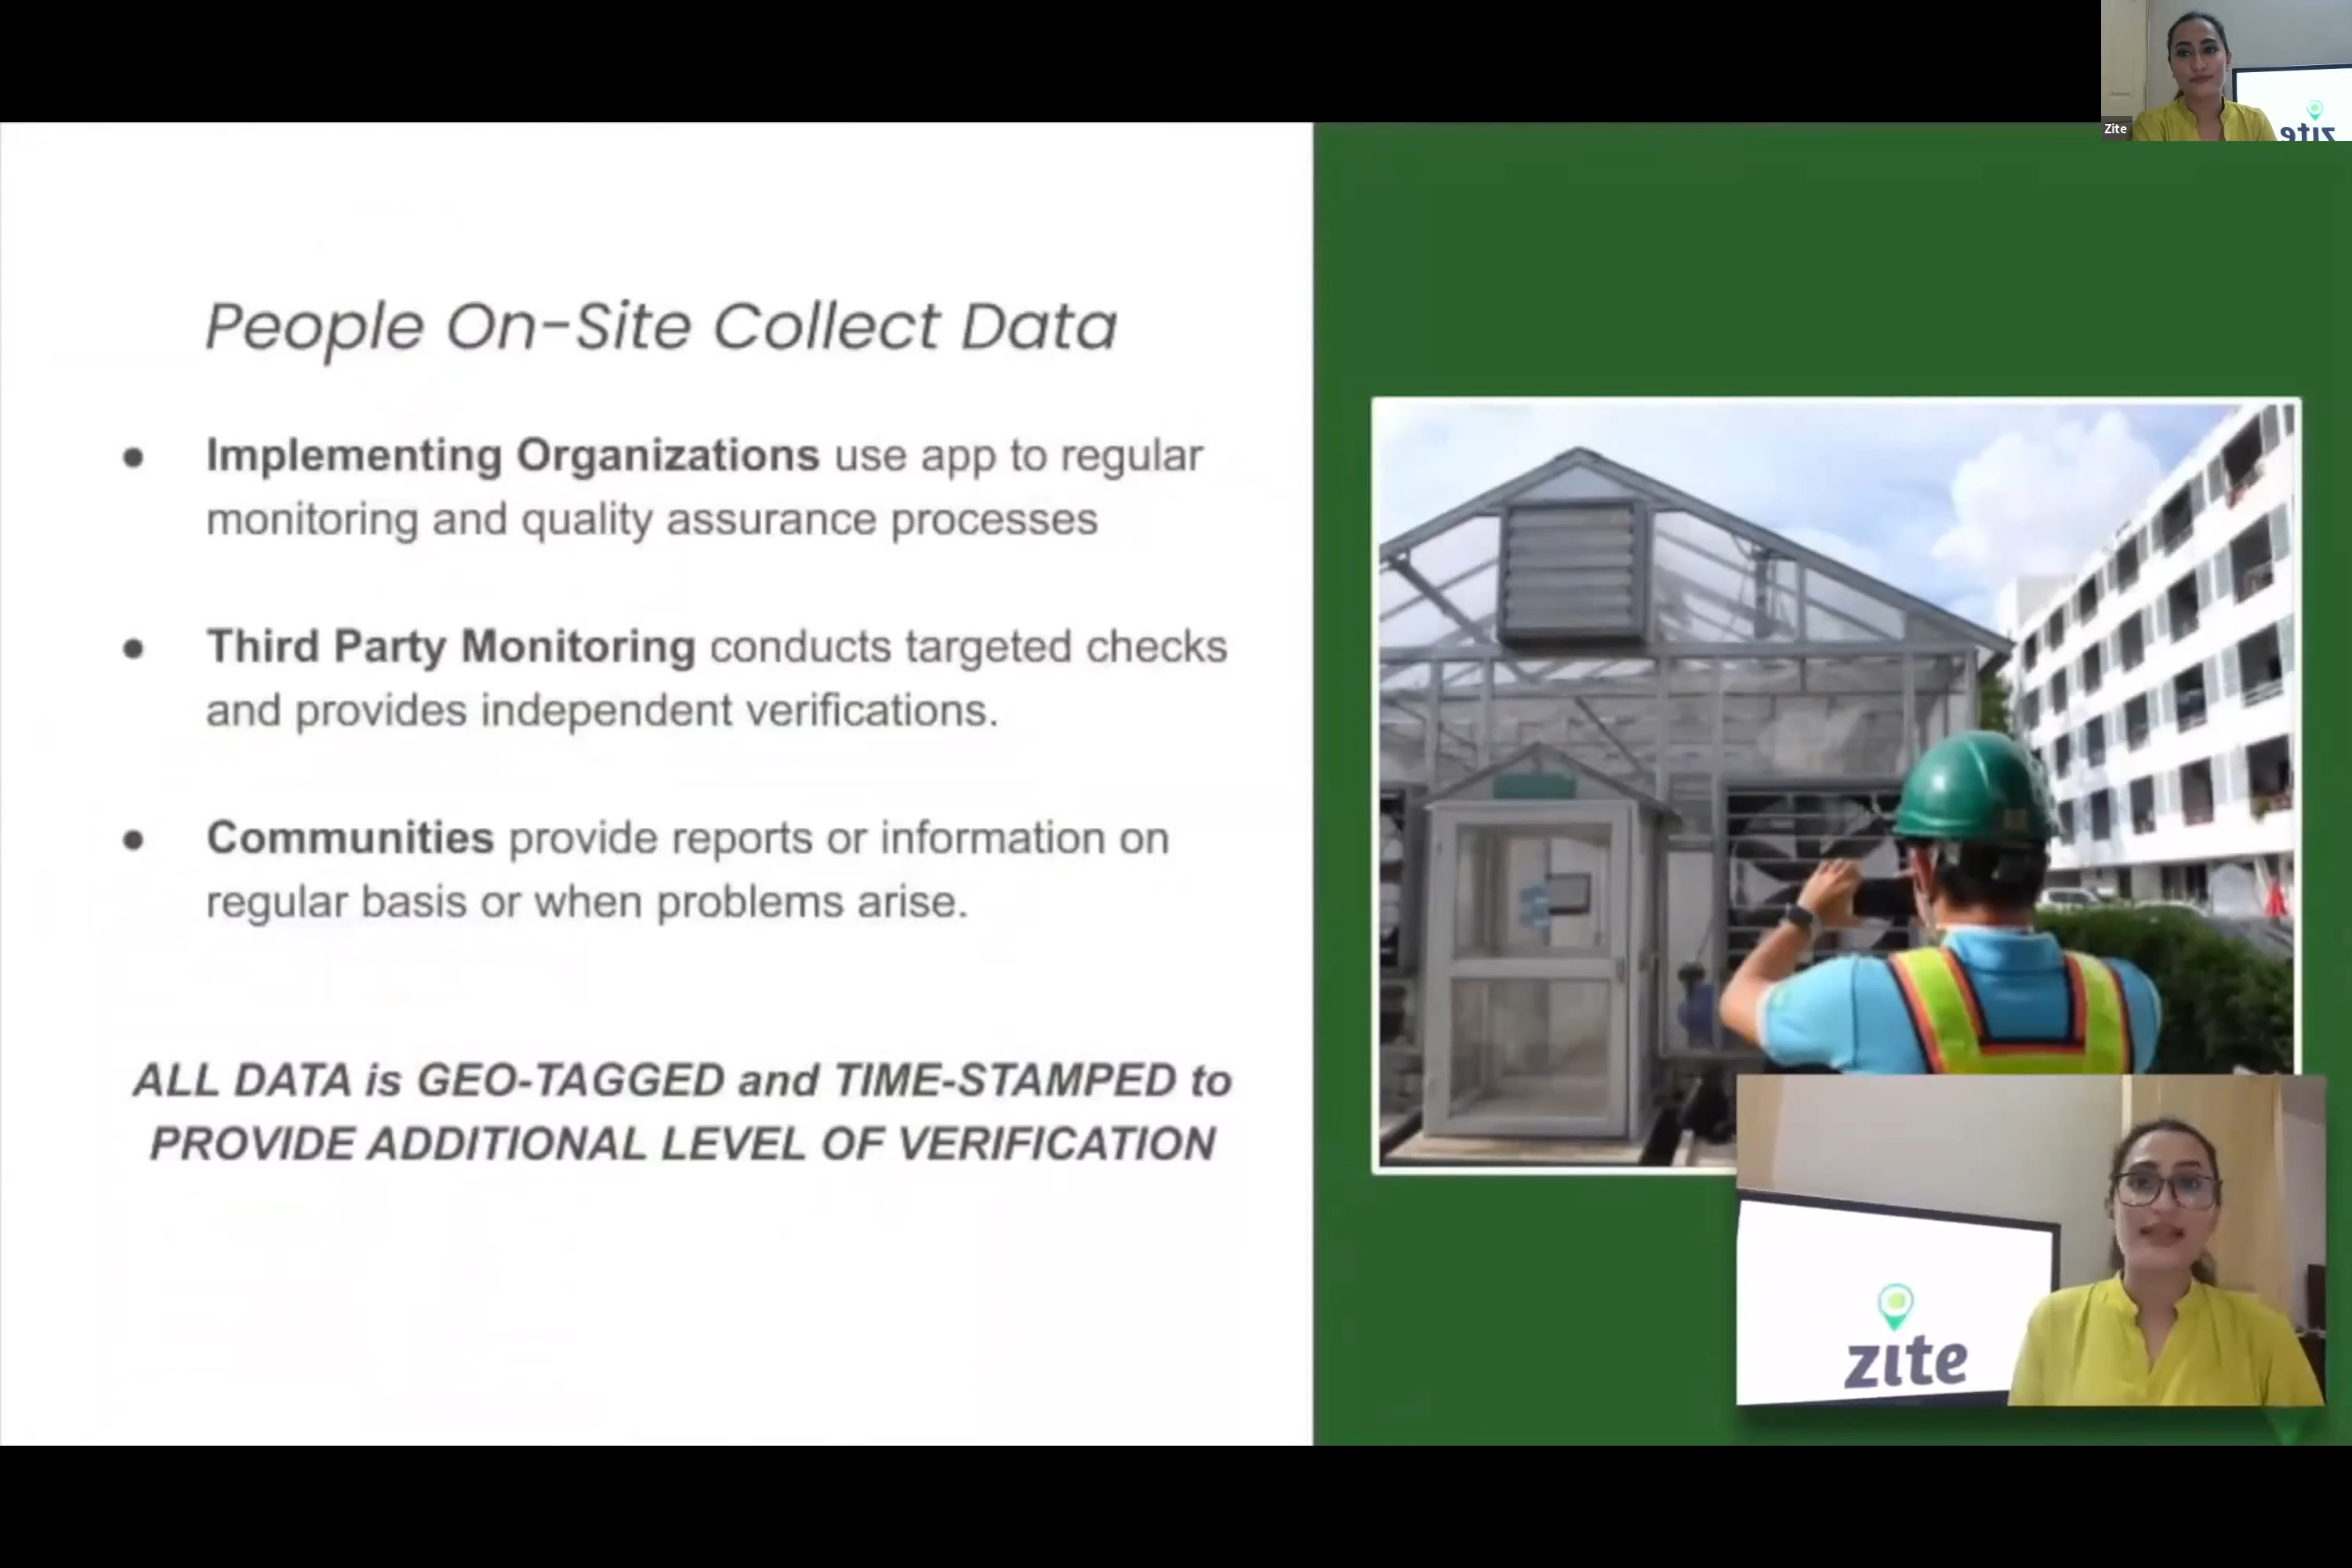 Zite
zite
People On-Site Collect Data
● Implementing Organizations use app to regular
monitoring and quality assurance processes
● Third Party Monitoring conducts targeted checks
and provides independent verifications.
● Communities provide reports or information on
regular basis or when problems arise.
ALL DATA is GEO-TAGGED and TIME-STAMPED to
PROVIDE ADDITIONAL LEVEL OF VERIFICATION
zite